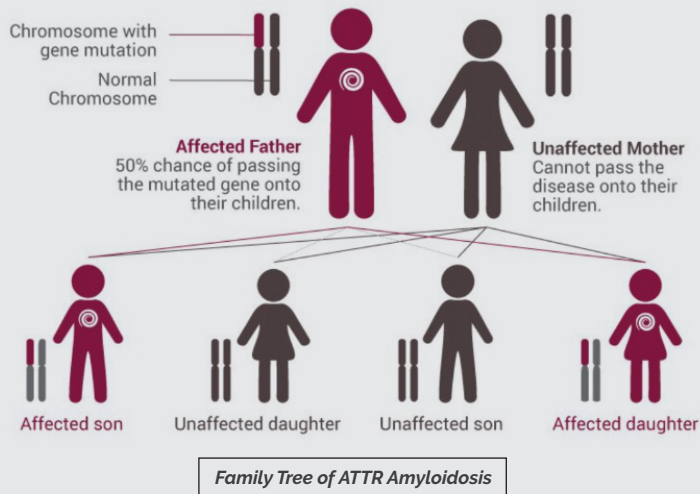 Chromosome with
gene mutation
Normal
Chromosome
Affected Father
50% chance of passing
the mutated gene onto
their children.
Unaffected Mother
Cannot pass the
disease onto their
children.
Affected son
Unaffected daughter
Unaffected son
Affected daughter
Family Tree of ATTR Amyloidosis